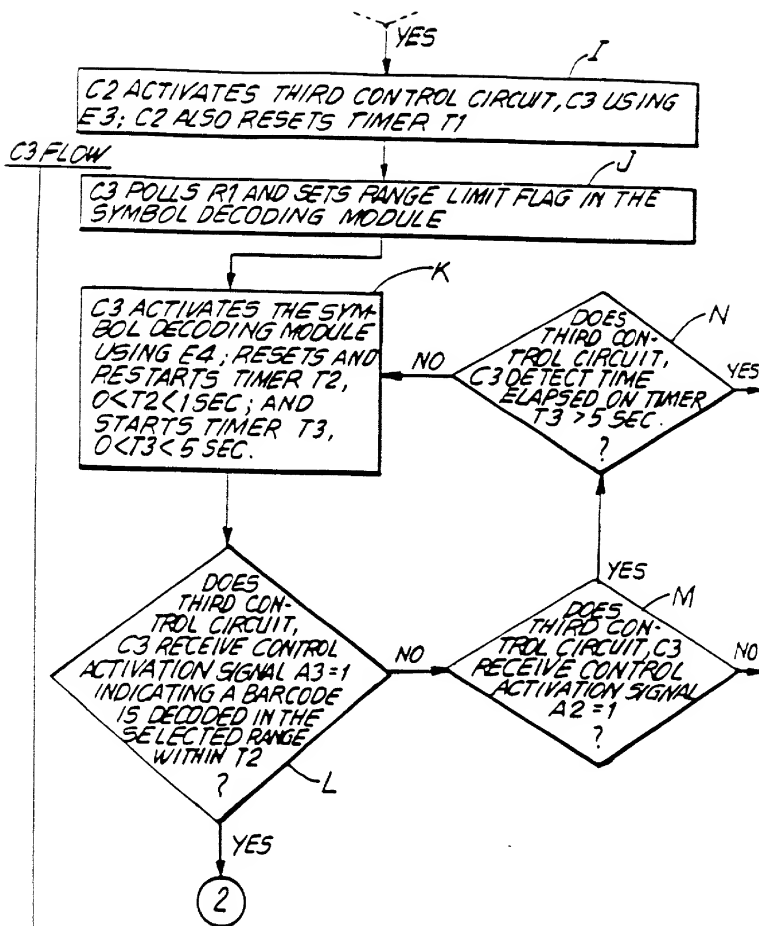 YES
I
C2 ACTIVATES THIRD CONTROL CIRCUIT, C3 USING
E3; C2 ALSO RESETS TIMER T1
C3 FLOW
J
C3 POLLS R1 AND SETS RANGE LIMIT FLAG IN THE
SYMBOL DECODING MODULE
K
C3 ACTIVATES THE SYM-
BOL DECODING MODULE
USING E4; RESETS AND
RESTARTS TIMER T2,
0<T2<1 SEC; AND
STARTS TIMER T3,
0<T3<5 SEC.
N
DOES
THIRD CON-
TROL CIRCUIT,
C3 DETECT TIME
ELAPSED ON TIMER
T3 >5 SEC.
?
NO
YES
L
DOES
THIRD CON-
TROL CIRCUIT,
C3 RECEIVE CONTROL
ACTIVATION SIGNAL A3=1
INDICATING A BARCODE
IS DECODED IN THE
SELECTED RANGE
WITHIN T2
?
NO
YES
M
DOES
THIRD CON-
TROL CIRCUIT, C3
RECEIVE CONTROL
ACTIVATION SIGNAL
A2=1
?
YES
NO
2